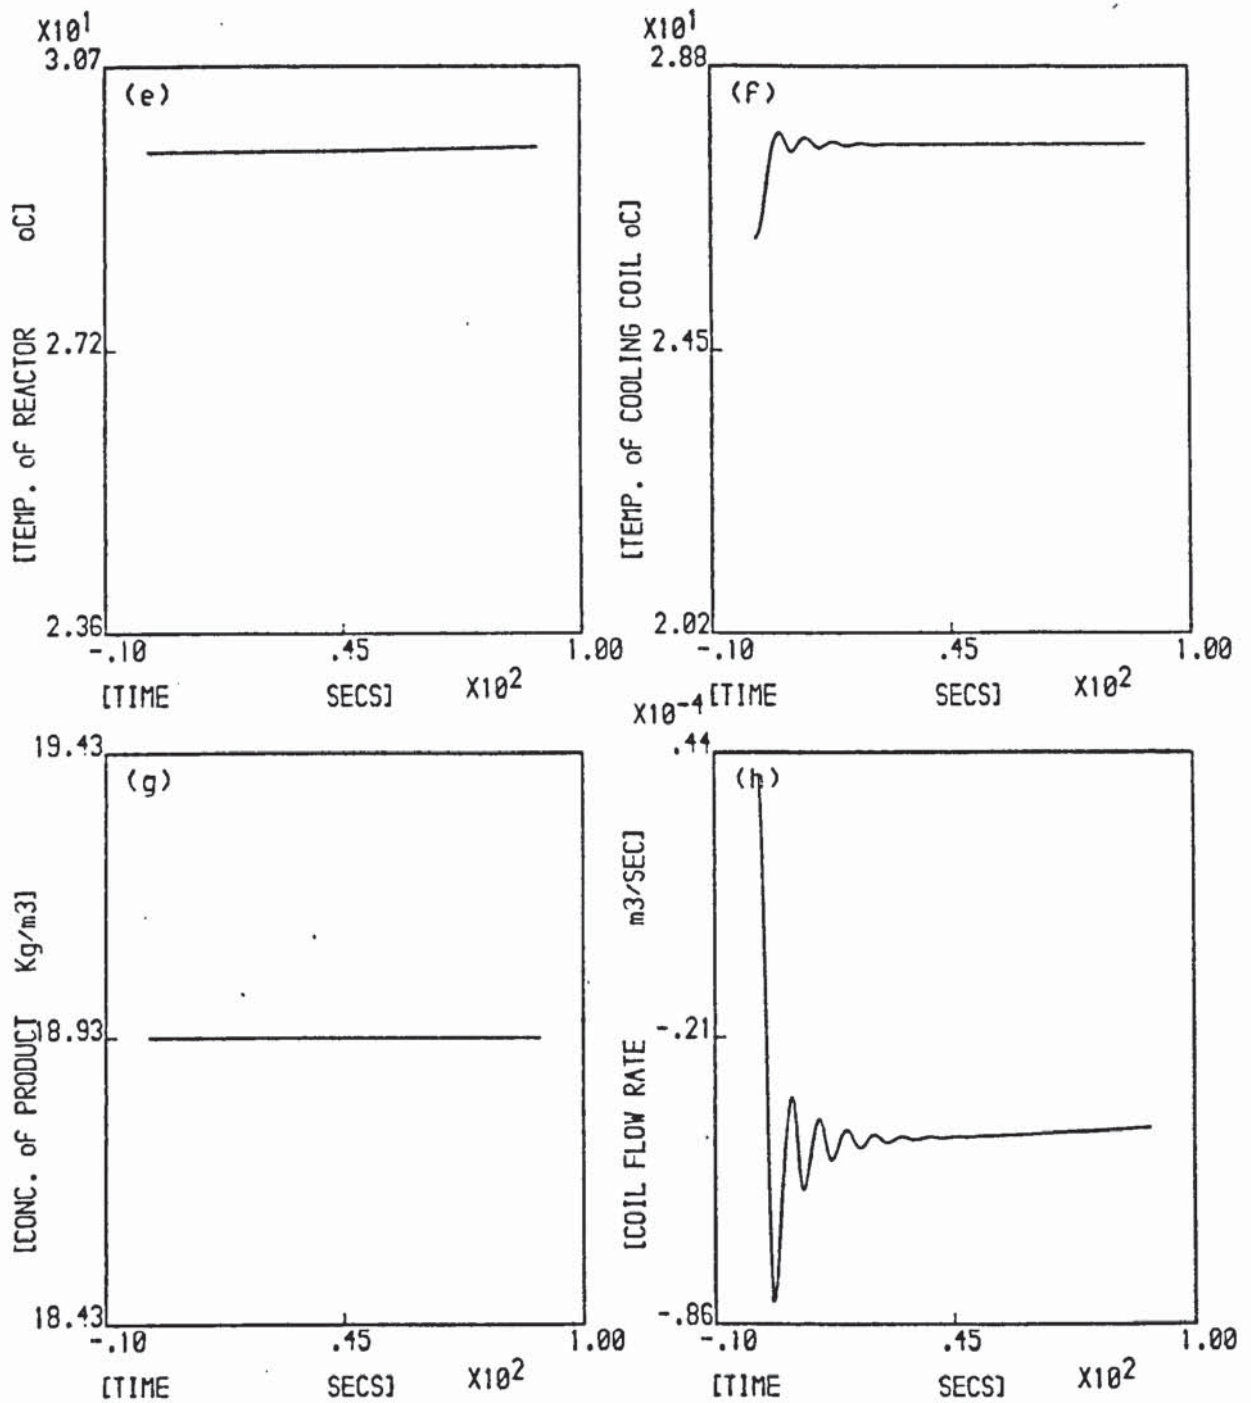 X10¹
3.07
(e)
[TEMP. of REACTOR oC]
2.72
2.36
-.10 .45 1.00
[TIME SECS] X10²
X10¹
2.88
(f)
[TEMP. of COOLING COIL oC]
2.45
2.02
-.10 .45 1.00
[TIME SECS] X10²
19.43
(g)
[CONC. of PRODUCT Kg/m3]
18.93
18.43
-.10 .45 1.00
[TIME SECS] X10²
X10⁻⁴
.44
(h)
[COIL FLOW RATE m3/SEC]
-.21
-.86
-.10 .45 1.00
[TIME SECS] X10²